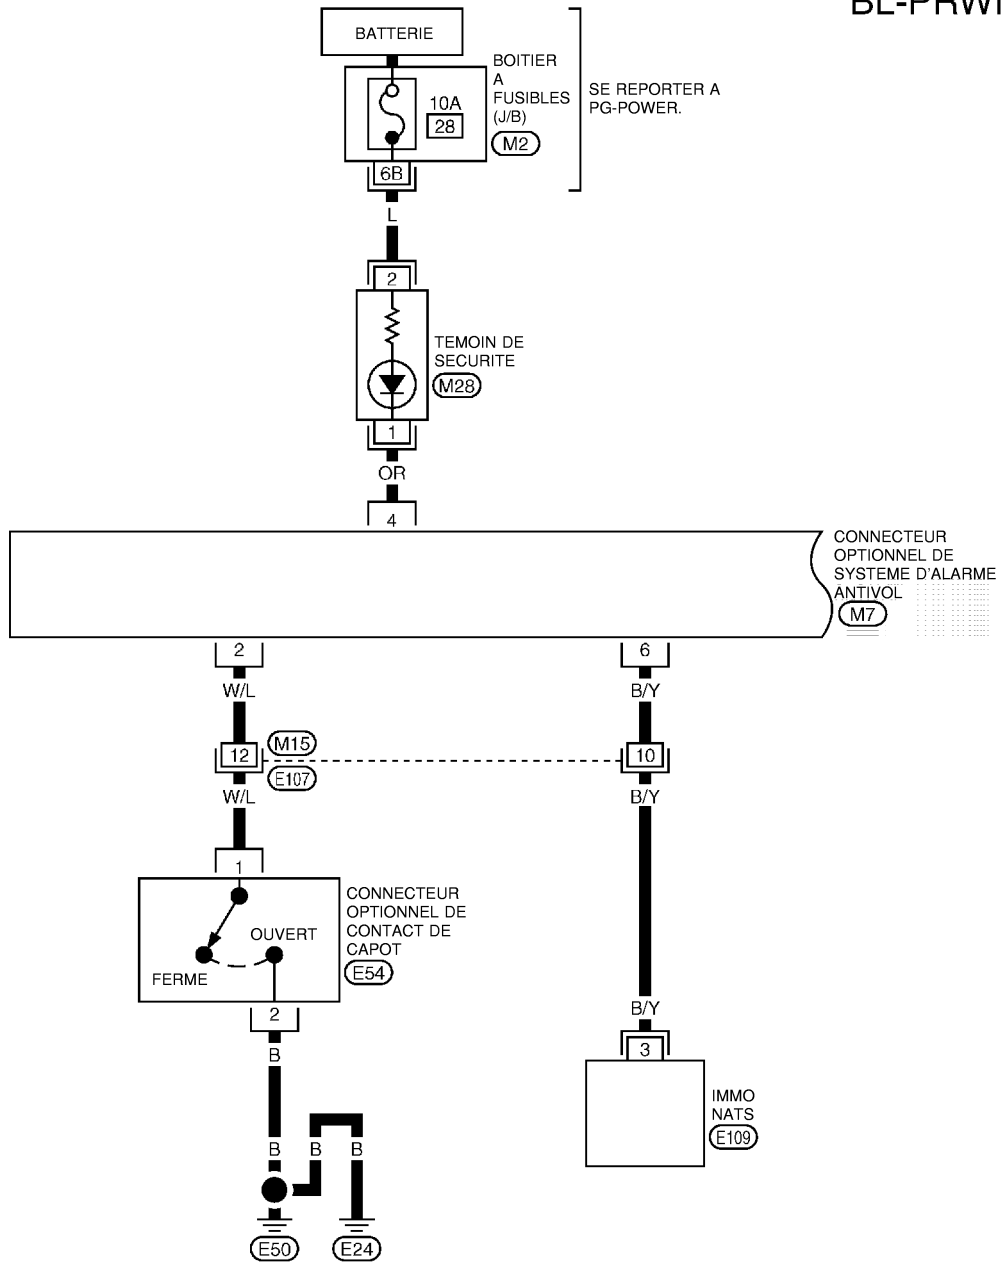 BL-PRWI
BATTERIE
BOITIER
A
FUSIBLES
(J/B)
M2
SE REPORTER A
PG-POWER.
10A
28
6B
L
2
TEMOIN DE
SECURITE
M28
1
OR
4
CONNECTEUR
OPTIONNEL DE
SYSTEME D'ALARME
ANTIVOL
M7
2
6
W/L
B/Y
12
M15
10
E107
W/L
B/Y
1
CONNECTEUR
OPTIONNEL DE
CONTACT DE
CAPOT
E54
OUVERT
FERME
2
B/Y
B
3
IMMO
NATS
E109
B
B
B
E50
E24